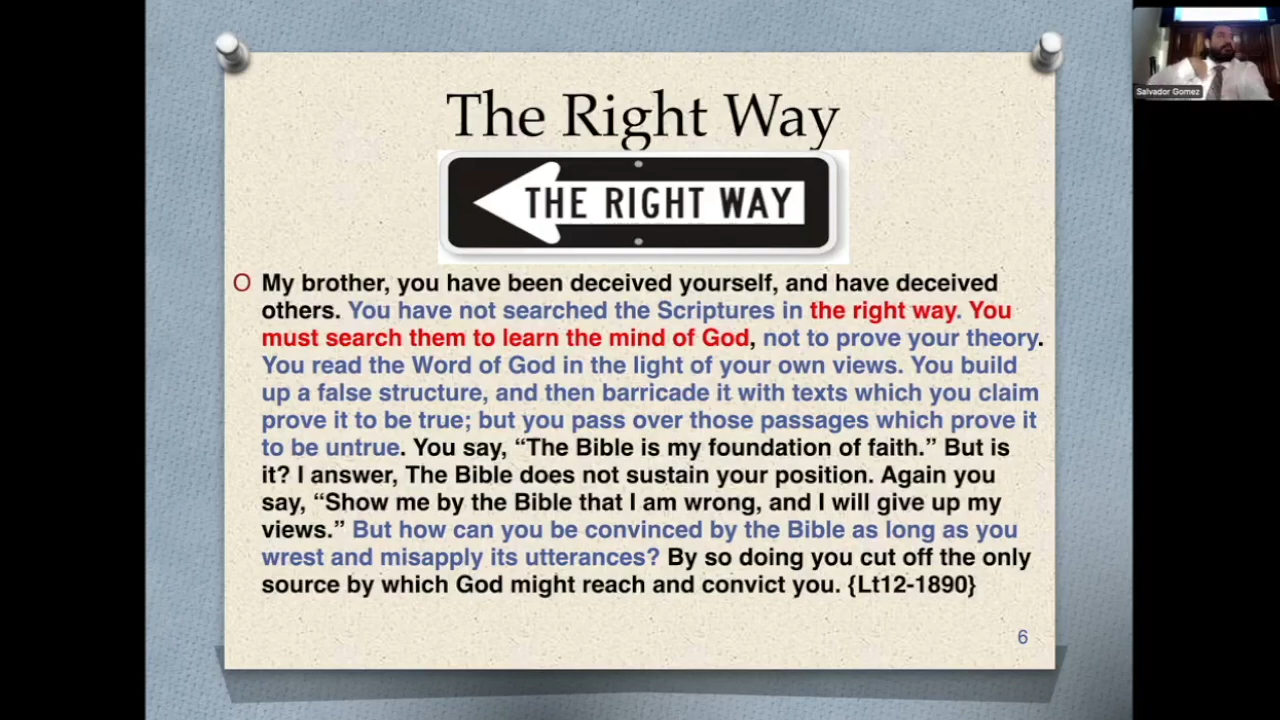 The Right Way
THE RIGHT WAY
O My brother, you have been deceived yourself, and have deceived
others. You have not searched the Scriptures in the right way. You
must search them to learn the mind of God, not to prove your theory.
You read the Word of God in the light of your own views. You build
up a false structure, and then barricade it with texts which you claim
prove it to be true; but you pass over those passages which prove it
to be untrue. You say, “The Bible is my foundation of faith.” But is
it? I answer, The Bible does not sustain your position. Again you
say, “Show me by the Bible that I am wrong, and I will give up my
views.” But how can you be convinced by the Bible as long as you
wrest and misapply its utterances? By so doing you cut off the only
source by which God might reach and convict you. {Lt12-1890}
6
Salvador Gomez